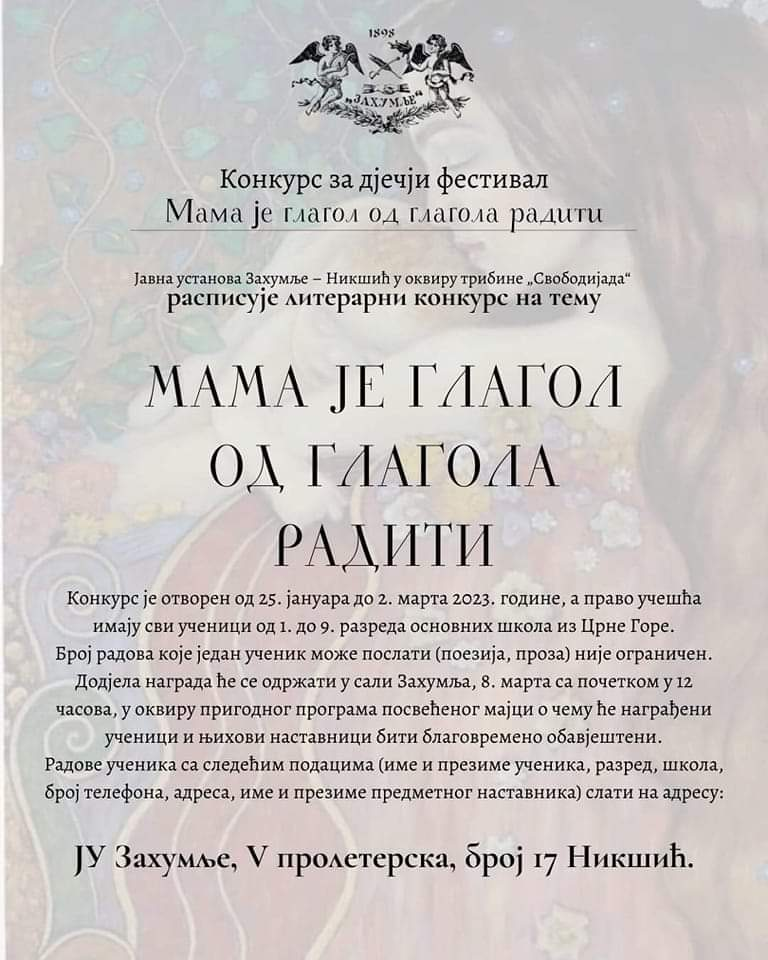 1898
„ЗАХУМЉЕ“
Конкурс за дјечји фестивал
Мама је глагол од глагола радити
Јавна установа Захумље – Никшић у оквиру трибине „Свободијада“
расписује литерарни конкурс на тему
МАМА ЈЕ ГЛАГОЛ
ОД ГЛАГОЛА
РАДИТИ
Конкурс је отворен од 25. јануара до 2. марта 2023. године, а право учешћа
имају сви ученици од 1. до 9. разреда основних школа из Црне Горе.
Број радова које један ученик може послати (поезија, проза) није ограничен.
Додјела награда ће се одржати у сали Захумља, 8. марта са почетком у 12
часова, у оквиру пригодног програма посвећеног мајци о чему ће награђени
ученици и њихови наставници бити благовремено обавјештени.
Радове ученика са следећим подацима (име и презиме ученика, разред, школа,
број телефона, адреса, име и презиме предметног наставника) слати на адресу:
ЈУ Захумље, V пролетерска, број 17 Никшић.